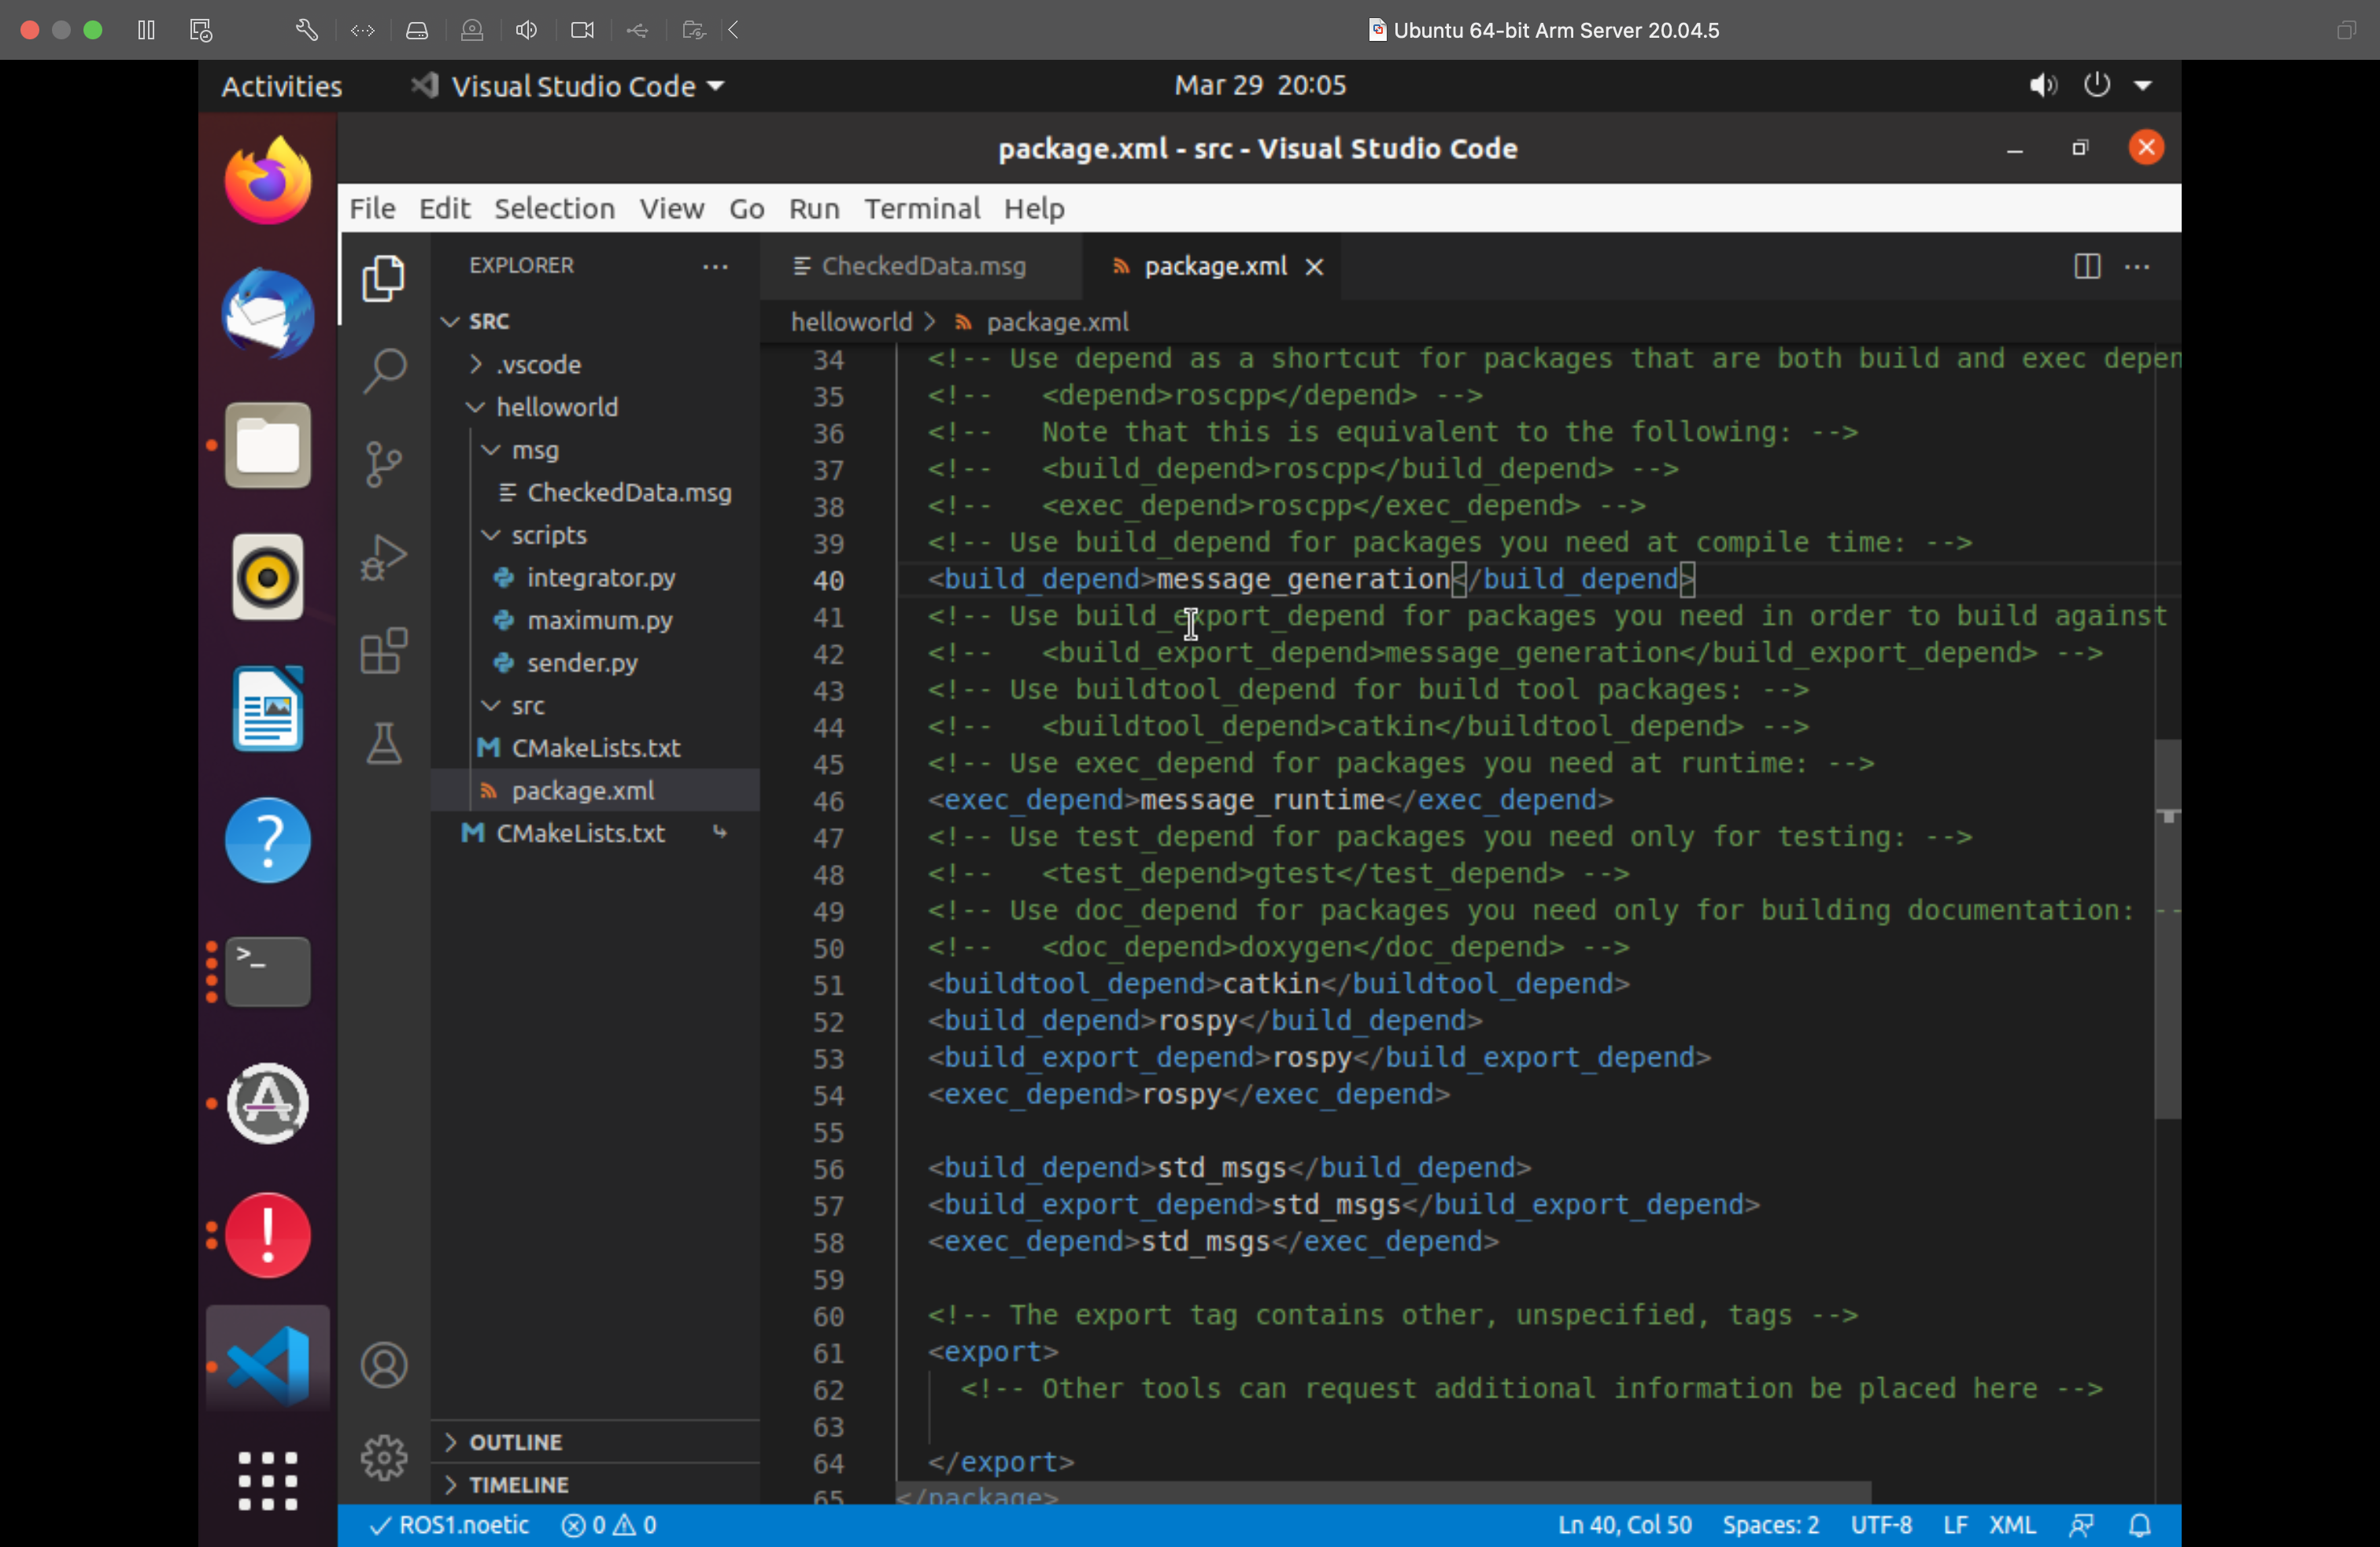 Ubuntu 64-bit Arm Server 20.04.5
Activities
Visual Studio Code
Mar 29 20:05
package.xml - src - Visual Studio Code
File Edit Selection View Go Run Terminal Help
EXPLORER
SRC
.vscode
helloworld
msg
CheckedData.msg
scripts
integrator.py
maximum.py
sender.py
src
CMakeLists.txt
package.xml
CMakeLists.txt
OUTLINE
TIMELINE
CheckedData.msg
package.xml
helloworld > package.xml
34 <!-- Use depend as a shortcut for packages that are both build and exec depen
35 <!--   <depend>roscpp</depend> -->
36 <!--   Note that this is equivalent to the following: -->
37 <!--   <build_depend>roscpp</build_depend> -->
38 <!--   <exec_depend>roscpp</exec_depend> -->
39 <!-- Use build_depend for packages you need at compile time: -->
40 <build_depend>message_generation</build_depend>
41 <!-- Use build_export_depend for packages you need in order to build against
42 <!--   <build_export_depend>message_generation</build_export_depend> -->
43 <!-- Use buildtool_depend for build tool packages: -->
44 <!--   <buildtool_depend>catkin</buildtool_depend> -->
45 <!-- Use exec_depend for packages you need at runtime: -->
46 <exec_depend>message_runtime</exec_depend>
47 <!-- Use test_depend for packages you need only for testing: -->
48 <!--   <test_depend>gtest</test_depend> -->
49 <!-- Use doc_depend for packages you need only for building documentation: --
50 <!--   <doc_depend>doxygen</doc_depend> -->
51 <buildtool_depend>catkin</buildtool_depend>
52 <build_depend>rospy</build_depend>
53 <build_export_depend>rospy</build_export_depend>
54 <exec_depend>rospy</exec_depend>
55
56 <build_depend>std_msgs</build_depend>
57 <build_export_depend>std_msgs</build_export_depend>
58 <exec_depend>std_msgs</exec_depend>
59
60 <!-- The export tag contains other, unspecified, tags -->
61 <export>
62 <!-- Other tools can request additional information be placed here -->
63
64 </export>
65 </package>
ROS1.noetic 0 0
Ln 40, Col 50 Spaces: 2 UTF-8 LF XML